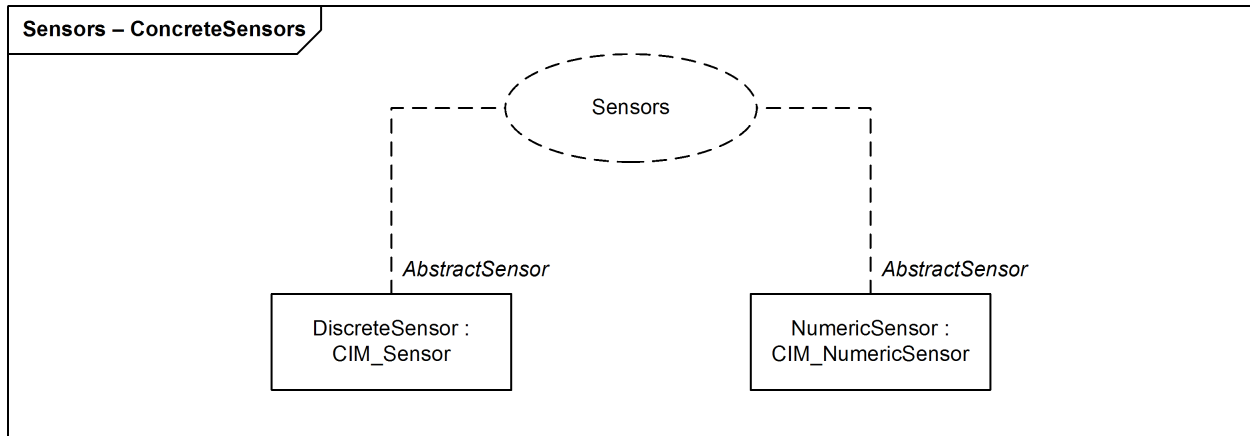 Sensors – ConcreteSensors
Sensors
AbstractSensor
AbstractSensor
DiscreteSensor :
CIM_Sensor
NumericSensor :
CIM_NumericSensor